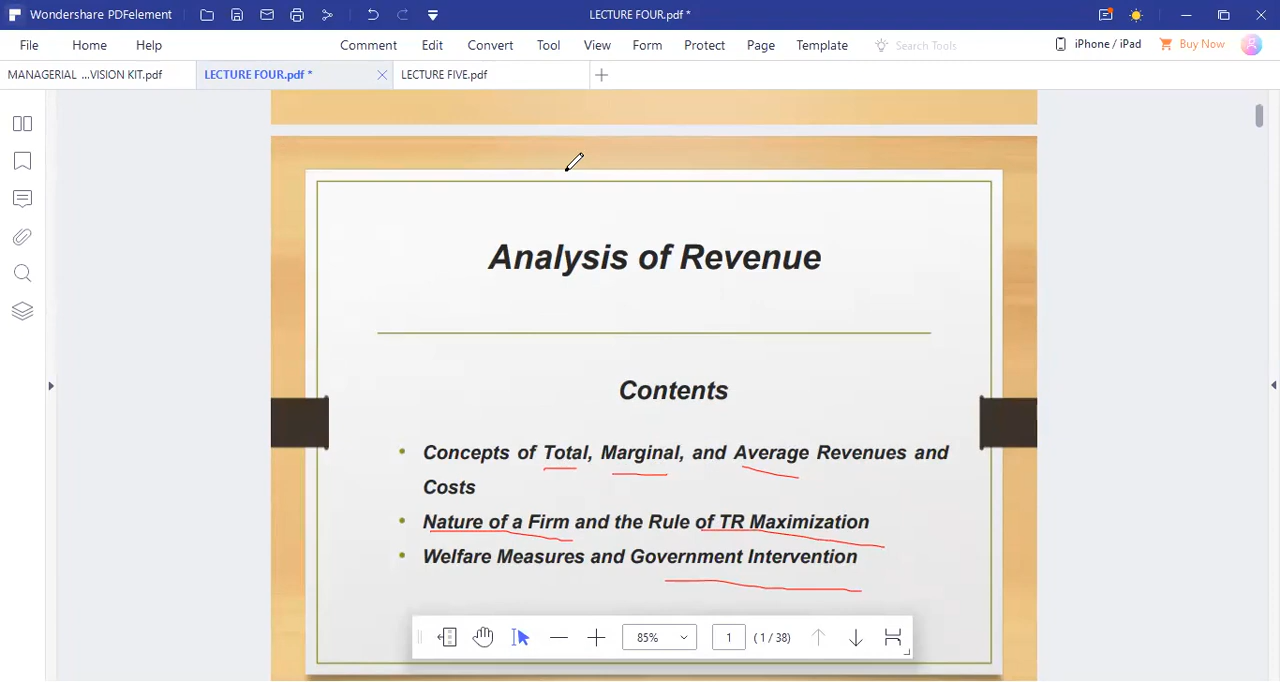 Wondershare PDFelement
LECTURE FOUR.pdf *
File Home Help Comment Edit Convert Tool View Form Protect Page Template Search Tools iPhone / iPad Buy Now
MANAGERIAL ...VISION KIT.pdf LECTURE FOUR.pdf * LECTURE FIVE.pdf
Analysis of Revenue
Contents
• Concepts of Total, Marginal, and Average Revenues and
Costs
• Nature of a Firm and the Rule of TR Maximization
• Welfare Measures and Government Intervention
85% 1 (1 / 38)